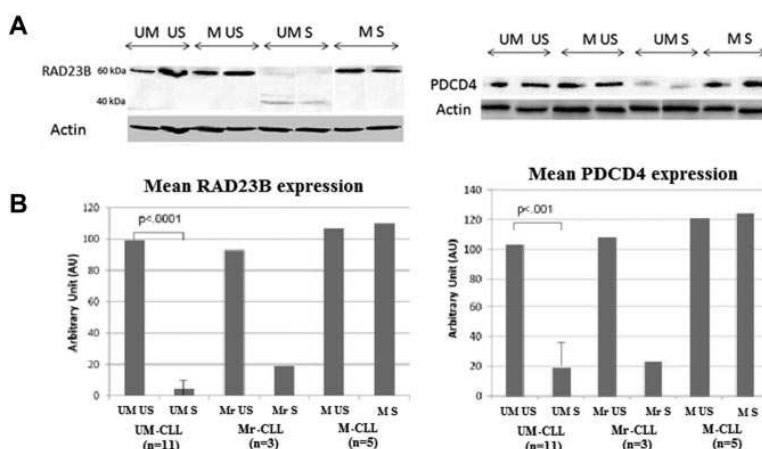 A
UM US M US UM S M S
RAD23B 60 kDa
40 kDa
Actin
UM US M US UM S M S
PDCD4
Actin
B
Mean RAD23B expression
p<.0001
Arbitrary Unit (AU)
120
100
80
60
40
20
0
UM US UM S Mr US Mr S M US M S
UM-CLL Mr-CLL M-CLL
(n=11) (n=3) (n=5)
Mean PDCD4 expression
p<.001
Arbitrary Unit (AU)
140
120
100
80
60
40
20
0
UM US UM S Mr US Mr S M US M S
UM-CLL Mr-CLL M-CLL
(n=11) (n=3) (n=5)